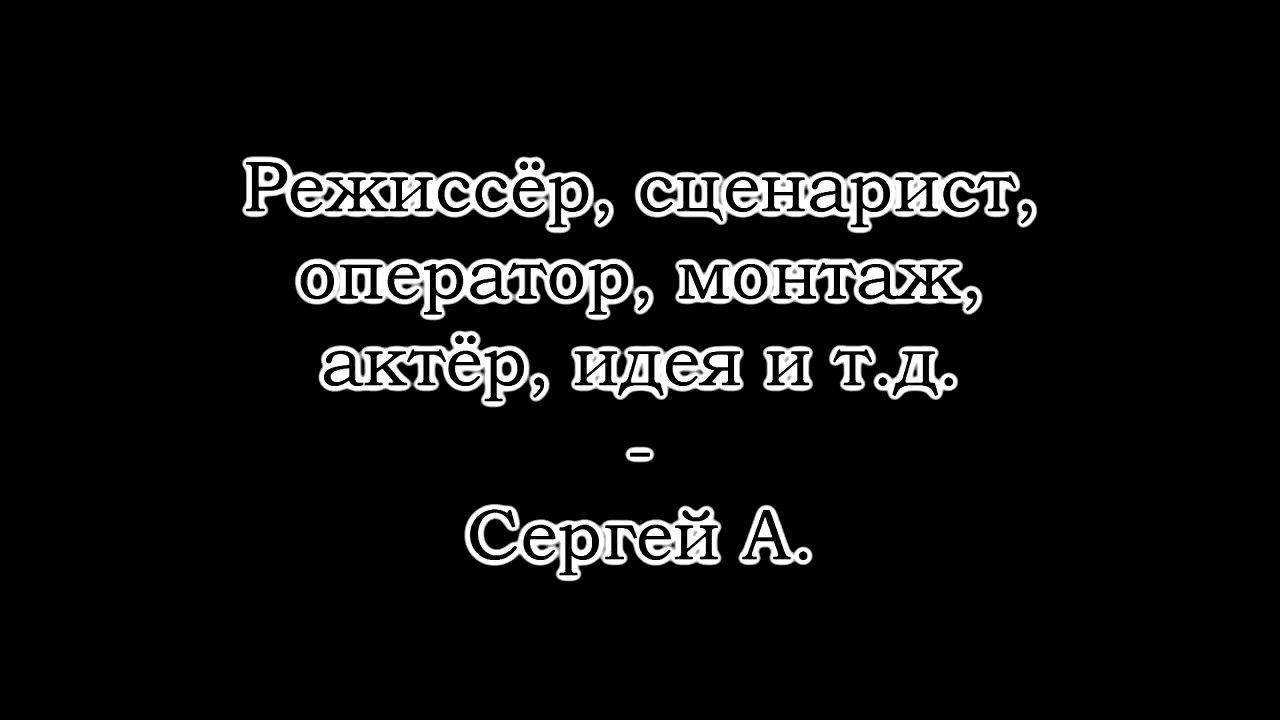 Режиссёр, сценарист,
оператор, монтаж,
актёр, идея и т.д.
-
Сергей А.